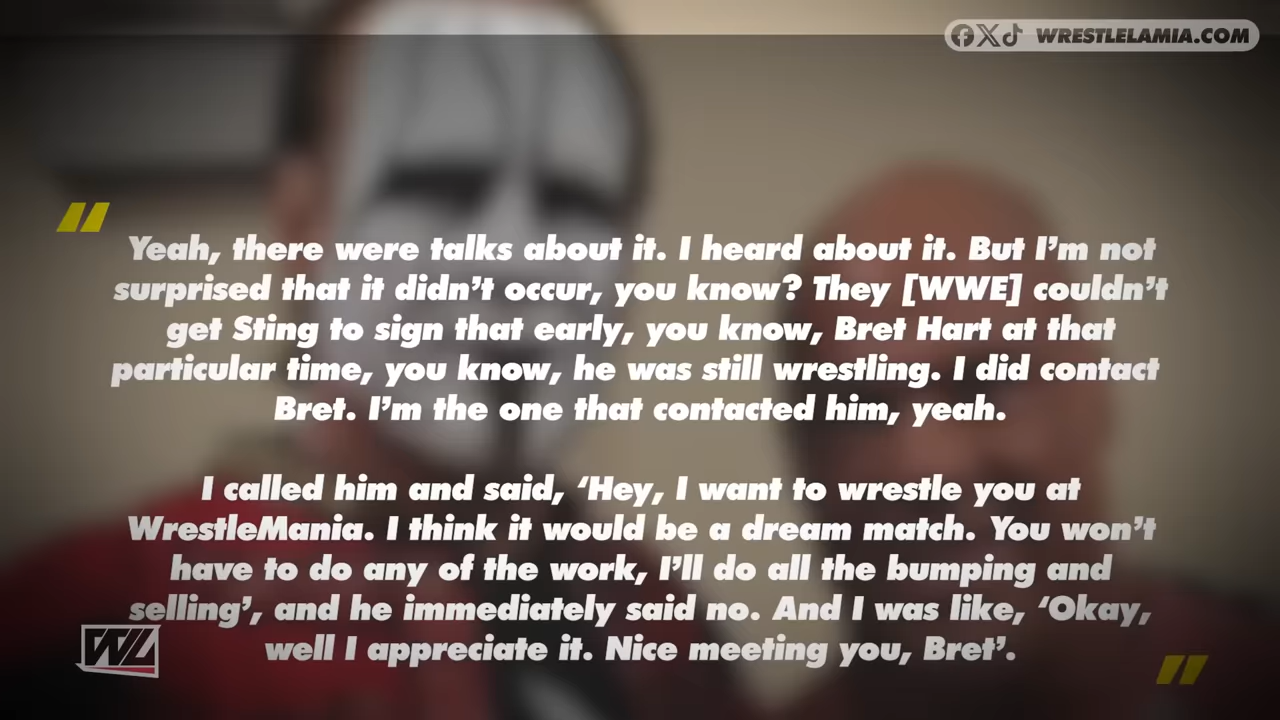 WRESTLELAMIA.COM
"
Yeah, there were talks about it. I heard about it. But I'm not
surprised that it didn't occur, you know? They [WWE] couldn't
get Sting to sign that early, you know, Bret Hart at that
particular time, you know, he was still wrestling. I did contact
Bret. I'm the one that contacted him, yeah.
I called him and said, 'Hey, I want to wrestle you at
WrestleMania. I think it would be a dream match. You won't
have to do any of the work, I'll do all the bumping and
selling', and he immediately said no. And I was like, 'Okay,
well I appreciate it. Nice meeting you, Bret'.
WL
"